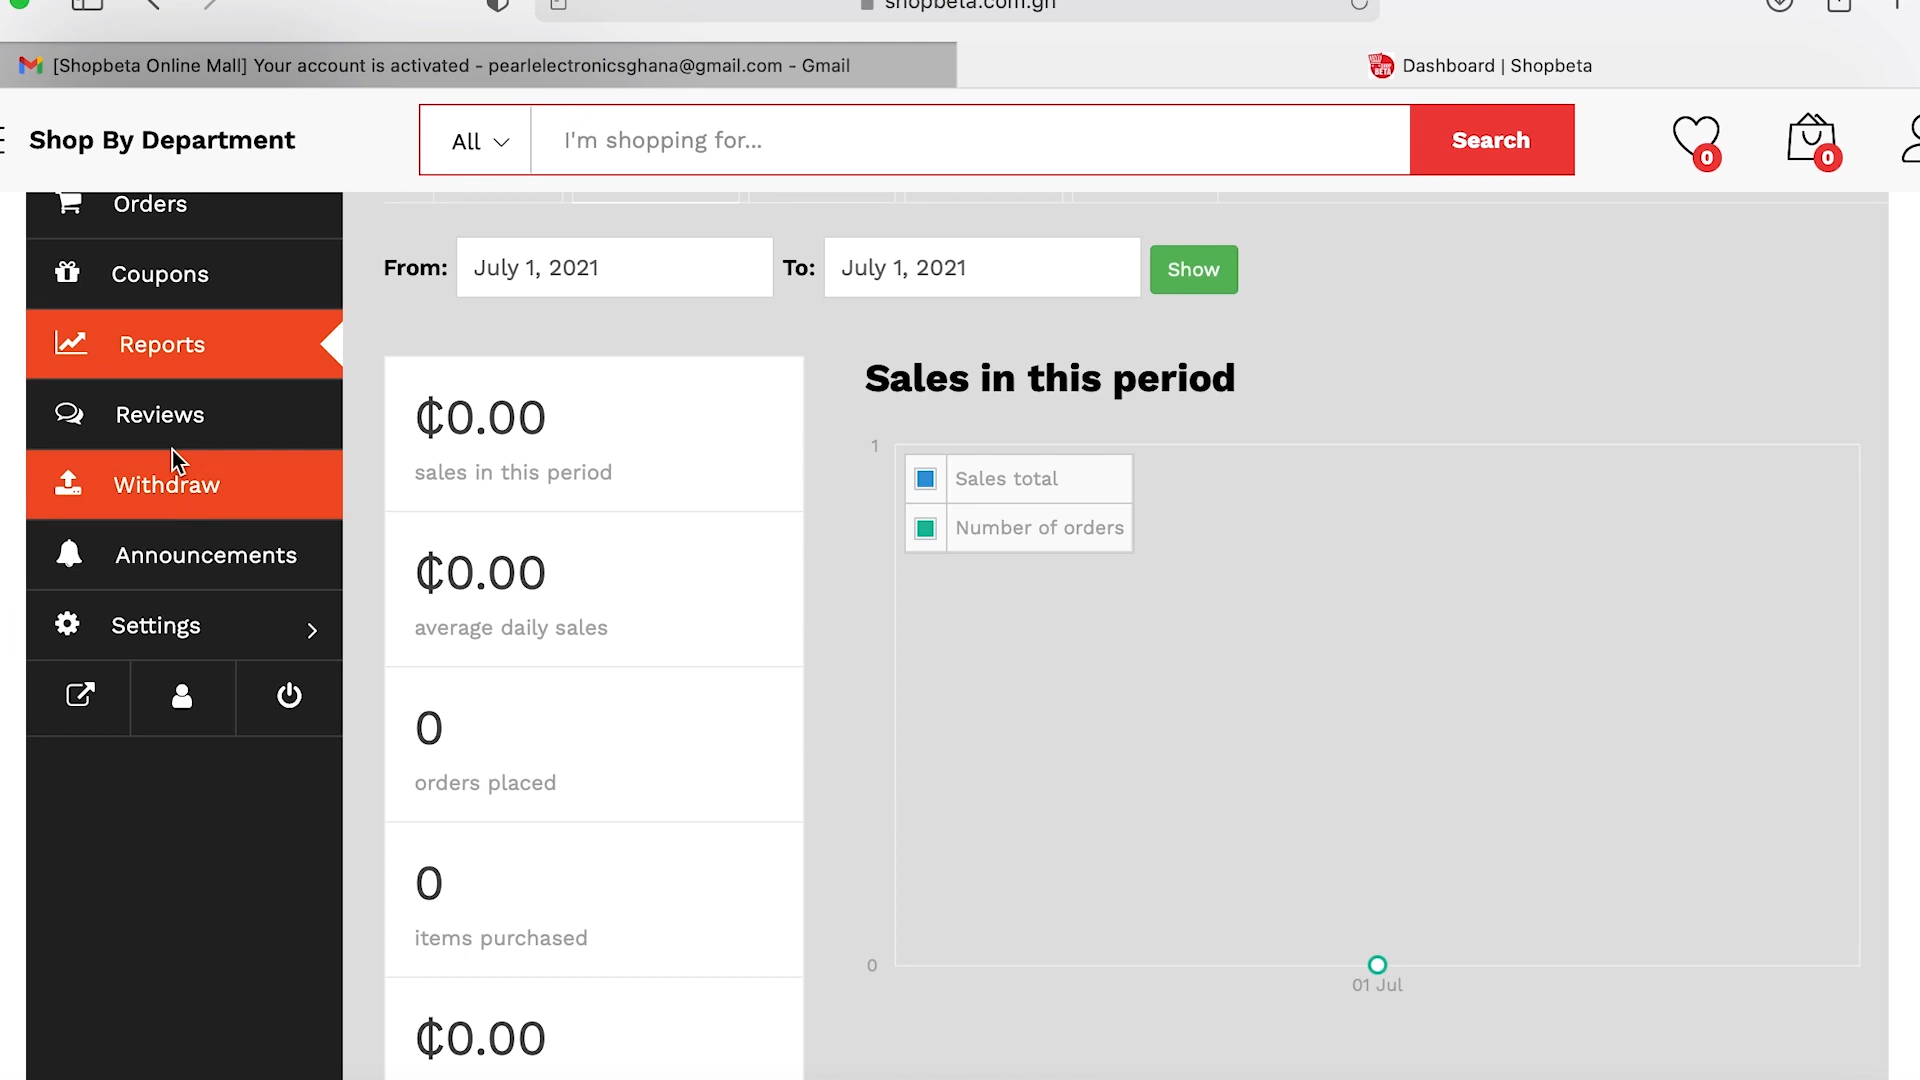 shopbeta.com.gh
[Shopbeta Online Mall] Your account is activated - pearlelectronicsghana@gmail.com - Gmail
Dashboard | Shopbeta
Shop By Department
All
I'm shopping for...
Search
0
0
Orders
Coupons
Reports
Reviews
Withdraw
Announcements
Settings
From:
July 1, 2021
To:
July 1, 2021
Show
₵0.00
sales in this period
₵0.00
average daily sales
0
orders placed
0
items purchased
₵0.00
Sales in this period
1
Sales total
Number of orders
0
01 Jul